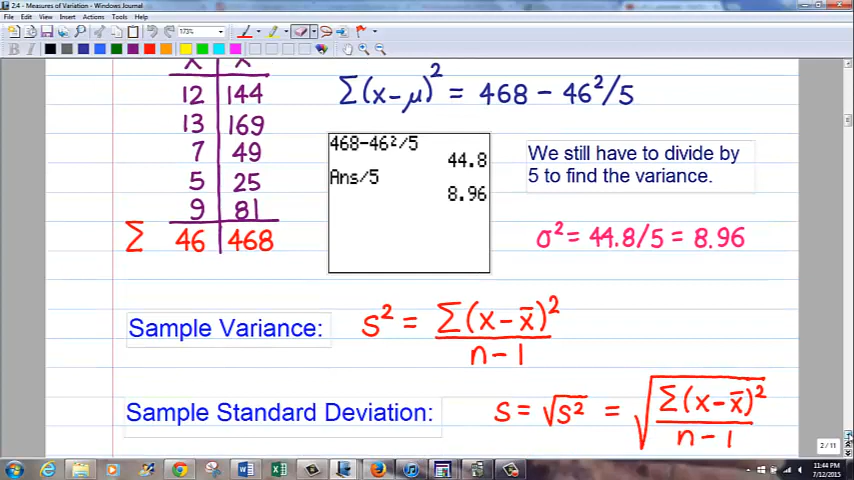 2.4 - Measures of Variation - Windows Journal
File Edit View Insert Actions Tools Help
173%
B I
x x
12 144
13 169
7 49
5 25
9 81
Σ 46 468
Σ(x-μ)² = 468 - 46²/5
468-46²/5
44.8
Ans/5
8.96
We still have to divide by
5 to find the variance.
σ² = 44.8/5 = 8.96
Sample Variance: s² = Σ(x-x̄)² / n-1
Sample Standard Deviation: s = √s² = √(Σ(x-x̄)² / n-1)
2 / 11
11:44 PM
7/12/2015